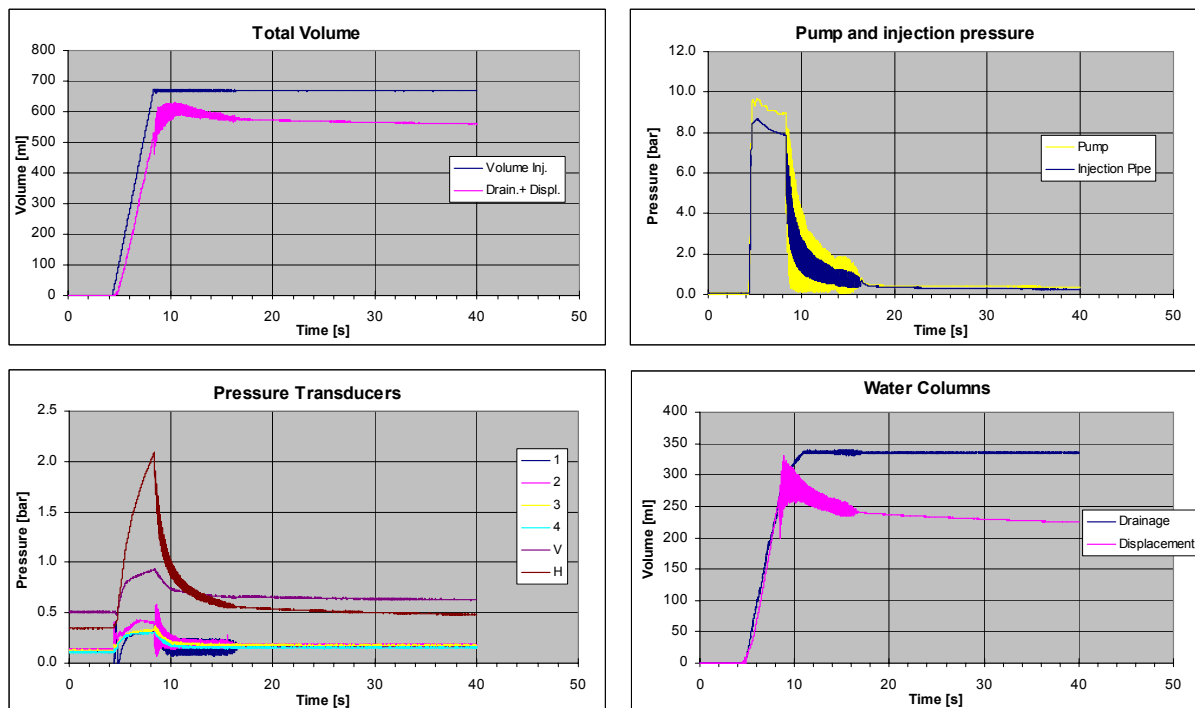 Total Volume
800
700
600
500
400
300
200
100
0
Volume [ml]
0 10 20 30 40 50
Time [s]
Volume Inj.
Drain.+ Displ.
Pump and injection pressure
12.0
10.0
8.0
6.0
4.0
2.0
0.0
Pressure [bar]
0 10 20 30 40 50
Time [s]
Pump
Injection Pipe
Pressure Transducers
2.5
2.0
1.5
1.0
0.5
0.0
Pressure [bar]
0 10 20 30 40 50
Time [s]
1
2
3
4
V
H
Water Columns
400
350
300
250
200
150
100
50
0
Volume [ml]
0 10 20 30 40 50
Time [s]
Drainage
Displacement